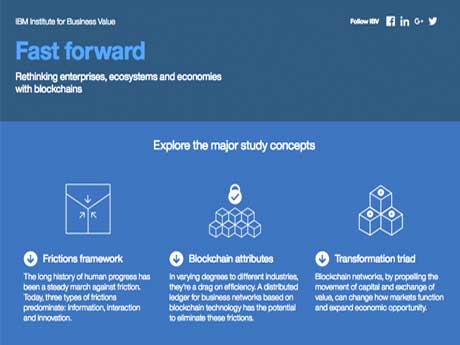 IBM Institute for Business Value
Follow IBV
Fast forward
Rethinking enterprises, ecosystems and economies
with blockchains
Explore the major study concepts
Frictions framework
The long history of human progress has
been a steady march against friction.
Today, three types of frictions
predominate: information, interaction
and innovation.
Blockchain attributes
In varying degrees to different industries,
they're a drag on efficiency. A distributed
ledger for business networks based on
blockchain technology has the potential
to eliminate these frictions.
Transformation triad
Blockchain networks, by propelling the
movement of capital and exchange of
value, can change how markets function
and expand economic opportunity.